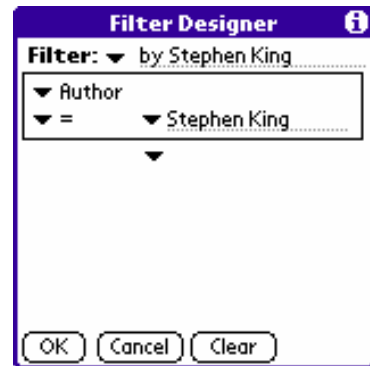 Filter Designer i
Filter: by Stephen King
Author
= Stephen King
OK Cancel Clear